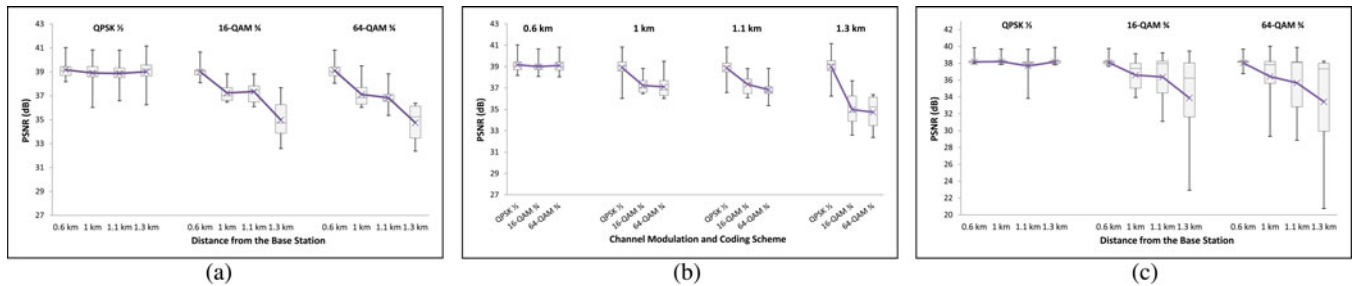 QPSK ½ 16-QAM ¾ 64-QAM ¾
43
41
39
37
35
33
31
29
27
PSNR (dB)
0.6 km 1 km 1.1 km 1.3 km 0.6 km 1 km 1.1 km 1.3 km 0.6 km 1 km 1.1 km 1.3 km
Distance from the Base Station
(a)
0.6 km 1 km 1.1 km 1.3 km
43
41
39
37
35
33
31
29
27
PSNR (dB)
QPSK ½ 16-QAM ¾ 64-QAM ¾ QPSK ½ 16-QAM ¾ 64-QAM ¾ QPSK ½ 16-QAM ¾ 64-QAM ¾ QPSK ½ 16-QAM ¾ 64-QAM ¾
Channel Modulation and Coding Scheme
(b)
QPSK ½ 16-QAM ¾ 64-QAM ¾
42
40
38
36
34
32
30
28
26
24
22
20
PSNR (dB)
0.6 km 1 km 1.1 km 1.3 km 0.6 km 1 km 1.1 km 1.3 km 0.6 km 1 km 1.1 km 1.3 km
Distance from the Base Station
(c)